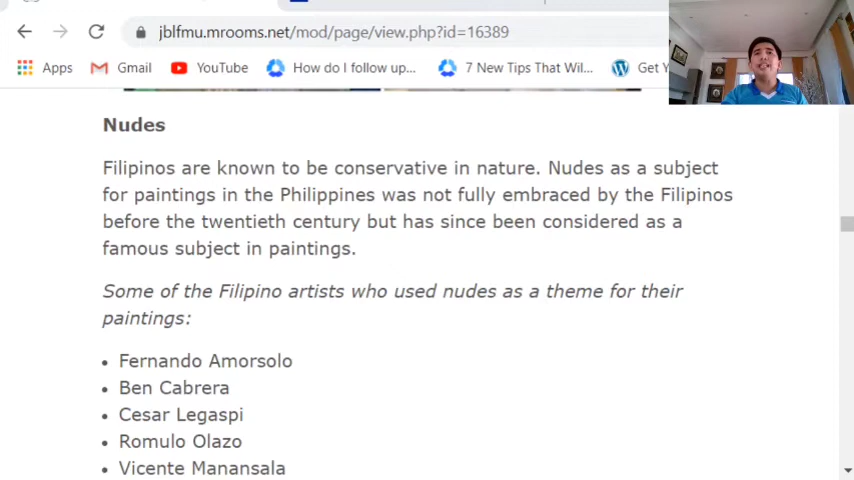 jblfmu.mrooms.net/mod/page/view.php?id=16389
Apps Gmail YouTube How do I follow up... 7 New Tips That Wil... Get Y
Nudes
Filipinos are known to be conservative in nature. Nudes as a subject
for paintings in the Philippines was not fully embraced by the Filipinos
before the twentieth century but has since been considered as a
famous subject in paintings.
Some of the Filipino artists who used nudes as a theme for their
paintings:
• Fernando Amorsolo
• Ben Cabrera
• Cesar Legaspi
• Romulo Olazo
• Vicente Manansala